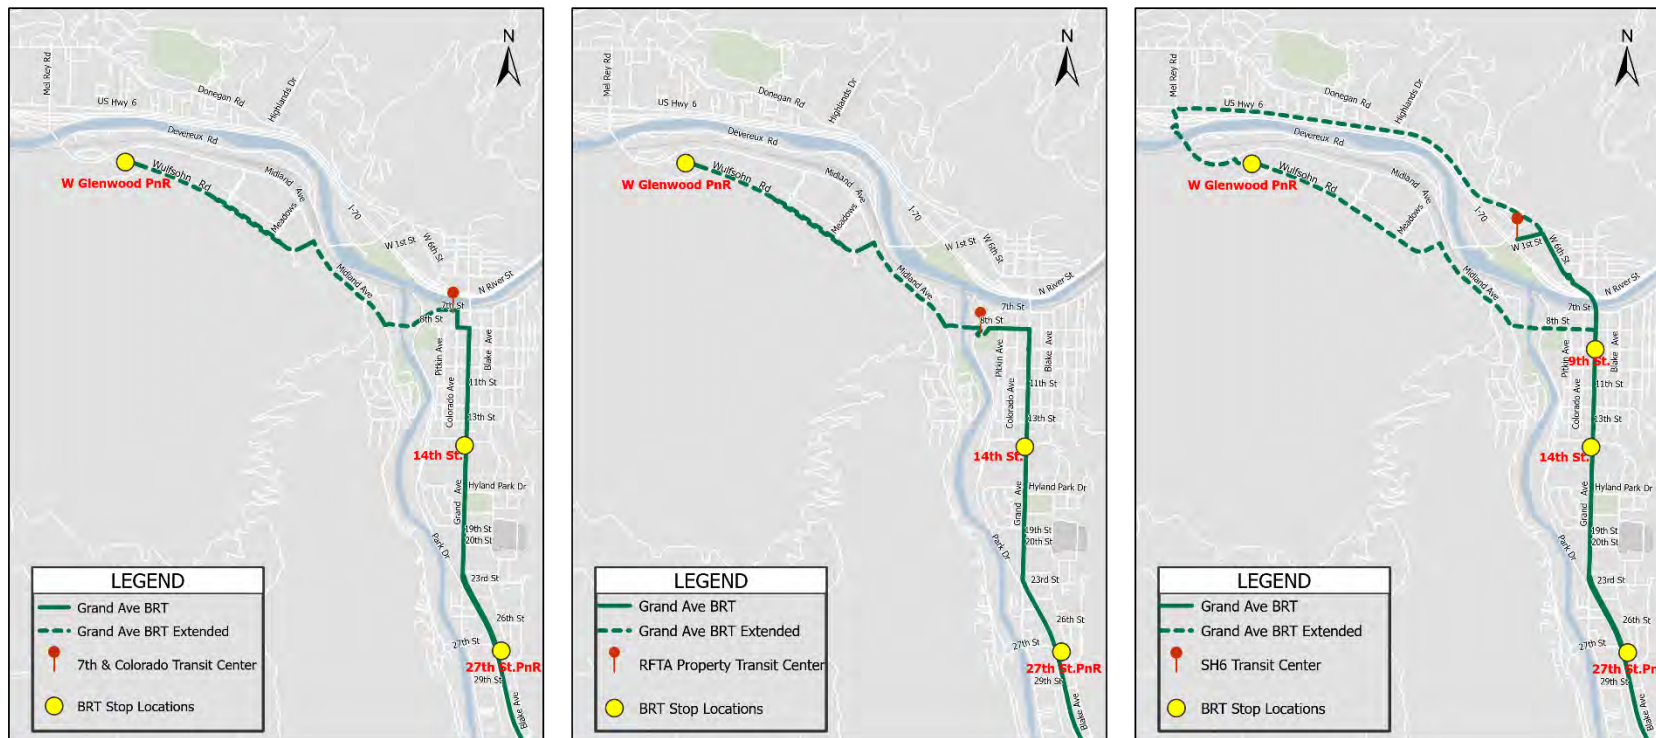 N
Mel Rey Rd
Donegan Rd
Highlands Dr
US Hwy 6
Devereux Rd
W Glenwood PnR
Wulfsohn Rd
Midland Ave
Meadows
I-70
W 1st St
W 6th St
N River St
Midland Ave
7th St
8th St
Pitkin Ave
Blake Ave
Colorado Ave
11th St
13th St
14th St.
Hyland Park Dr
Grand Ave
19th St
20th St
Park Dr
23rd St
26th St
27th St
27th St.PnR
29th St
Blake Ave
LEGEND
Grand Ave BRT
Grand Ave BRT Extended
7th & Colorado Transit Center
BRT Stop Locations
N
Mel Rey Rd
Donegan Rd
Highlands Dr
US Hwy 6
Devereux Rd
W Glenwood PnR
Wulfsohn Rd
Midland Ave
Meadows
I-70
W 1st St
W 6th St
N River St
Midland Ave
7th St
8th St
Pitkin Ave
Blake Ave
Colorado Ave
11th St
13th St
14th St.
Hyland Park Dr
Grand Ave
19th St
20th St
Park Dr
23rd St
26th St
27th St
27th St.PnR
29th St
Blake Ave
LEGEND
Grand Ave BRT
Grand Ave BRT Extended
RFTA Property Transit Center
BRT Stop Locations
N
Mel Rey Rd
Donegan Rd
Highlands Dr
US Hwy 6
Devereux Rd
W Glenwood PnR
Wulfsohn Rd
Midland Ave
Meadows
I-70
W 1st St
W 6th St
N River St
Midland Ave
7th St
8th St
Pitkin Ave
Blake Ave
9th St.
Colorado Ave
11th St
13th St
14th St.
Hyland Park Dr
Grand Ave
19th St
20th St
Park Dr
23rd St
26th St
27th St
27th St.Pn
29th St
Blake Ave
LEGEND
Grand Ave BRT
Grand Ave BRT Extended
SH6 Transit Center
BRT Stop Locations